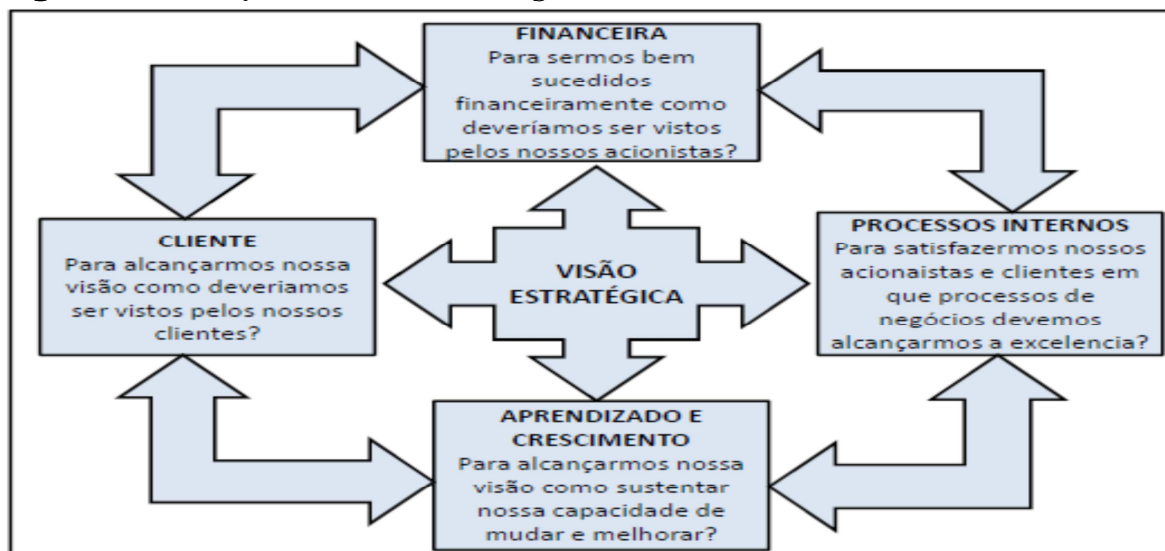 FINANCEIRA
Para sermos bem
sucedidos
financeiramente como
deveríamos ser vistos
pelos nossos acionistas?
CLIENTE
Para alcançarmos nossa
visão como deveriamos
ser vistos pelos nossos
clientes?
VISÃO
ESTRATÉGICA
PROCESSOS INTERNOS
Para satisfazermos nossos
acionaistas e clientes em
que processos de
negócios devemos
alcançarmos a excelencia?
APRENDIZADO E
CRESCIMENTO
Para alcançarmos nossa
visão como sustentar
nossa capacidade de
mudar e melhorar?